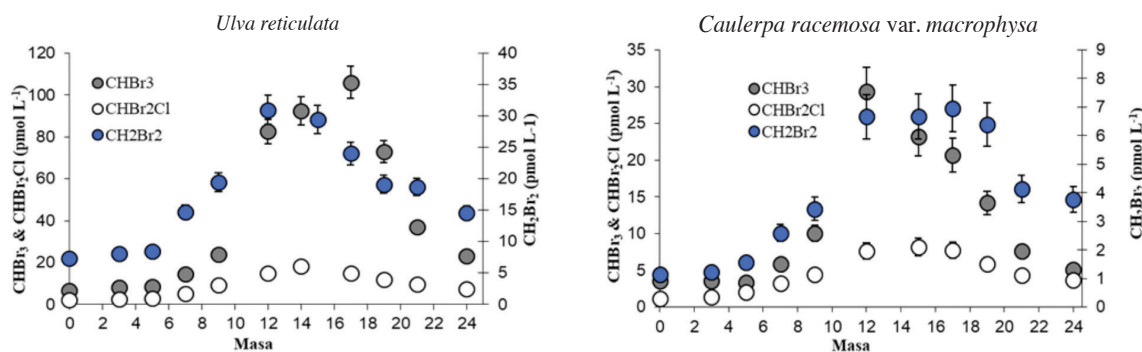 Ulva reticulata
120
100
80
60
40
20
0
CHBr₃ & CHBr₂Cl (pmol L⁻¹)
CHBr3
CHBr2Cl
CH2Br2
40
35
30
25
20
15
10
5
0
CH₂Br₂ (pmol L-1)
0 2 4 6 8 10 12 14 16 18 20 22 24
Masa
Caulerpa racemosa var. macrophysa
35
30
25
20
15
10
5
0
CHBr₃ & CHBr₂Cl (pmol L⁻¹)
CHBr3
CHBr2Cl
CH2Br2
9
8
7
6
5
4
3
2
1
0
CH₂Br₂ (pmol L⁻¹)
0 2 4 6 8 10 12 14 16 18 20 22 24
Masa